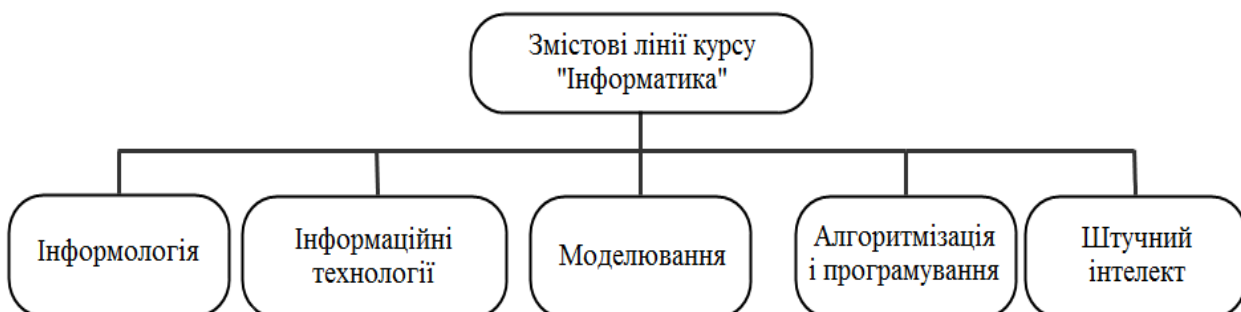 Змістові лінії курсу
"Інформатика"
Інформологія
Інформаційні
технології
Моделювання
Алгоритмізація
і програмування
Штучний
інтелект